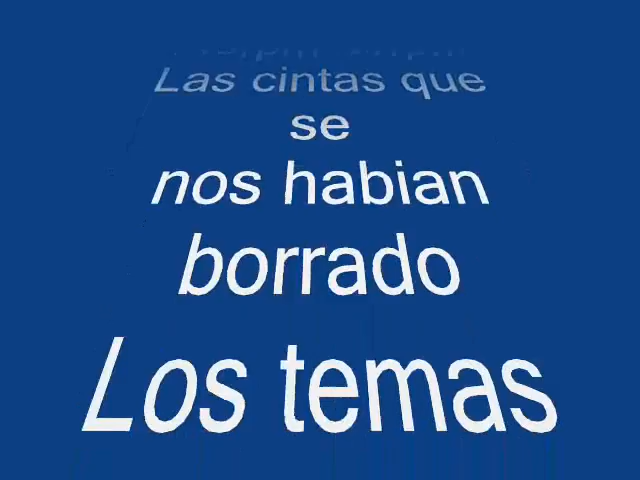 Las cintas que
se
nos habian
borrado
Los temas